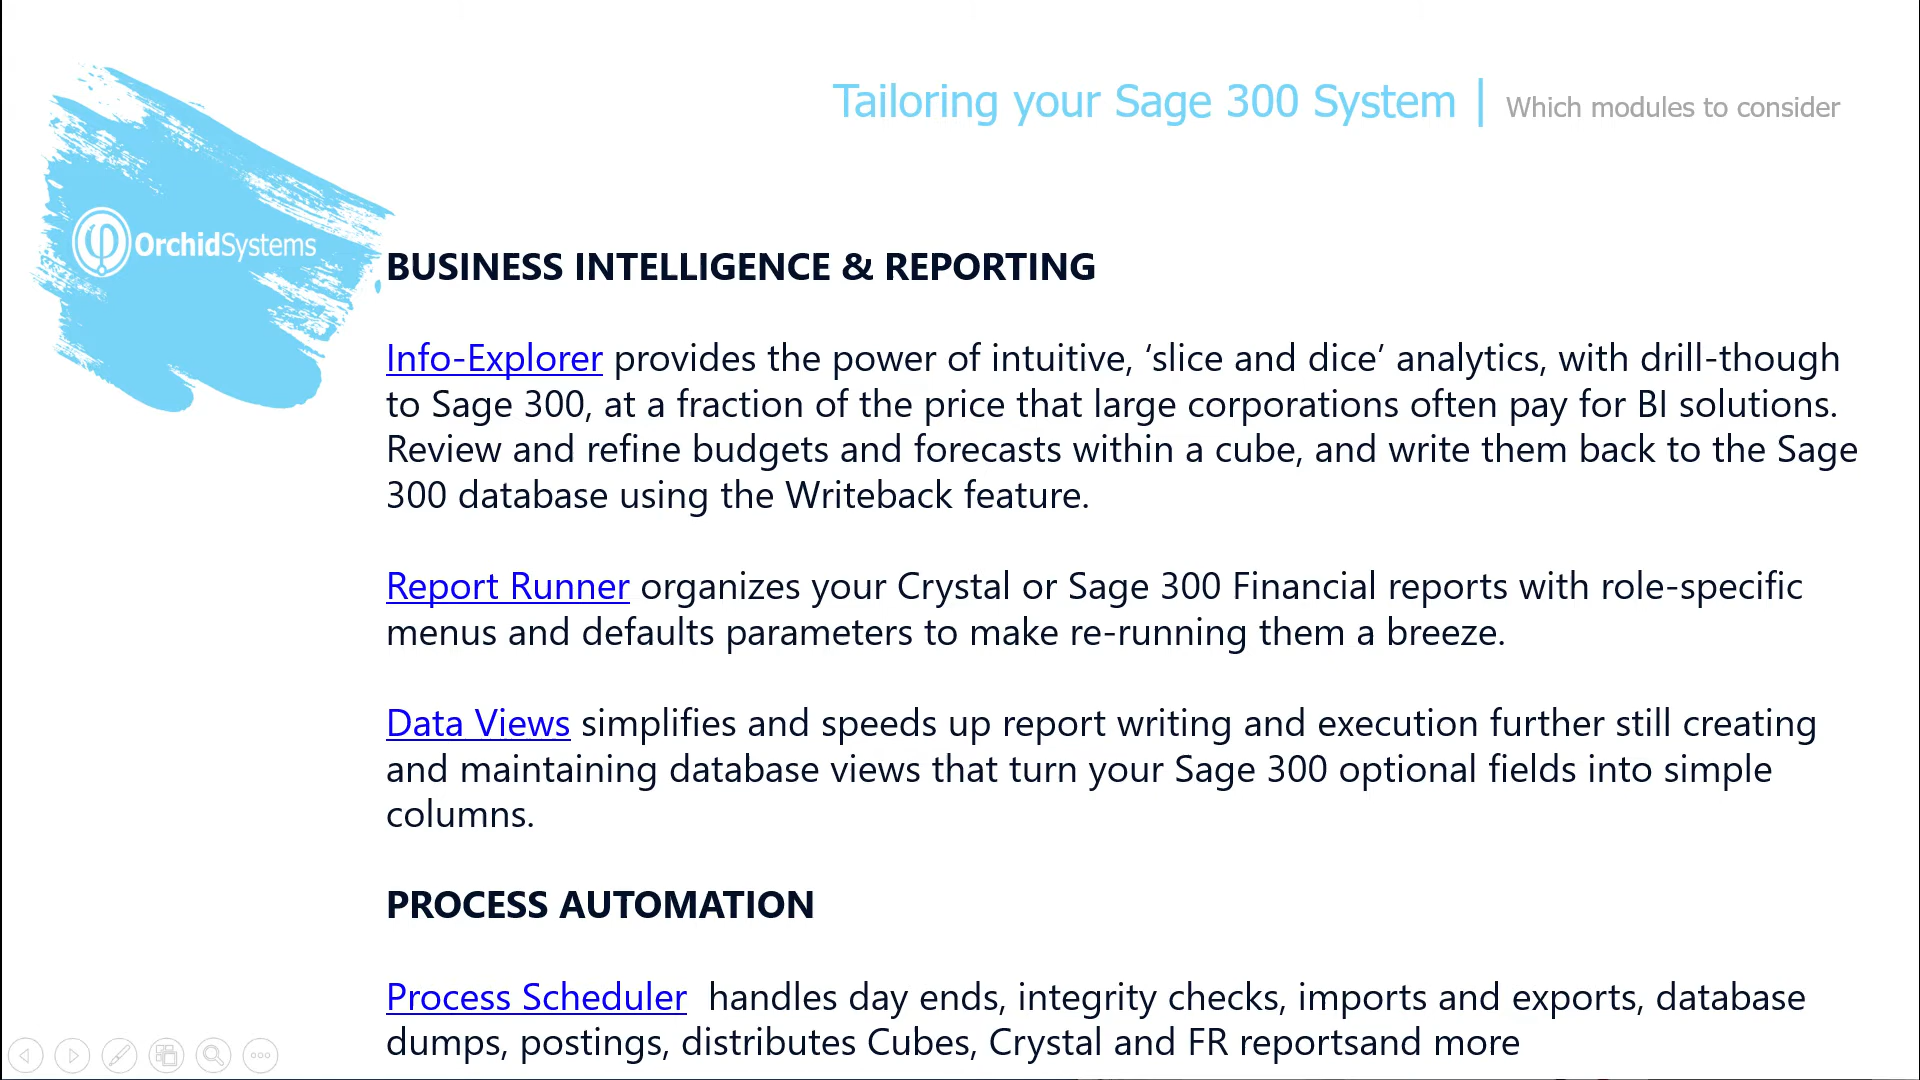 Tailoring your Sage 300 System | Which modules to consider
OrchidSystems
BUSINESS INTELLIGENCE & REPORTING
Info-Explorer provides the power of intuitive, ‘slice and dice’ analytics, with drill-though
to Sage 300, at a fraction of the price that large corporations often pay for BI solutions.
Review and refine budgets and forecasts within a cube, and write them back to the Sage
300 database using the Writeback feature.
Report Runner organizes your Crystal or Sage 300 Financial reports with role-specific
menus and defaults parameters to make re-running them a breeze.
Data Views simplifies and speeds up report writing and execution further still creating
and maintaining database views that turn your Sage 300 optional fields into simple
columns.
PROCESS AUTOMATION
Process Scheduler  handles day ends, integrity checks, imports and exports, database
dumps, postings, distributes Cubes, Crystal and FR reportsand more